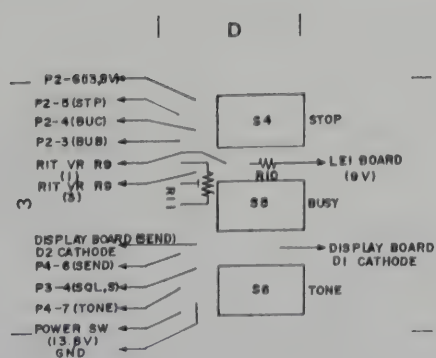 D
P2-6(13.8V)
P2-5(STP)
P2-4(BUC)
P2-3(BUB)
RIT VR R9
(1)
RIT VR R9
(3)
3
DISPLAY BOARD(SEND)
D2 CATHODE
P4-6(SEND)
P3-4(SQL,S)
P4-7(TONE)
POWER SW
(13.8V)
GND
S4
STOP
R10
LE1 BOARD
(9V)
R11
S5
BUSY
DISPLAY BOARD
D1 CATHODE
S6
TONE